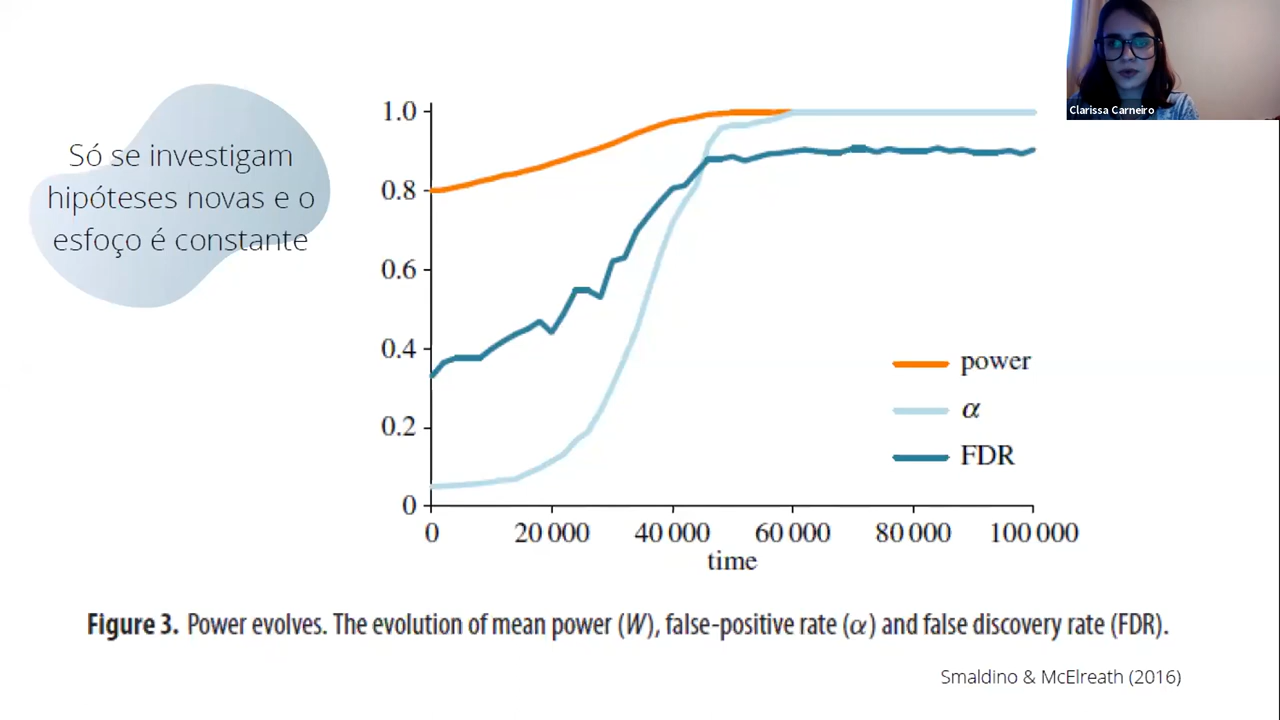 Clarissa Carneiro
Só se investigam
hipóteses novas e o
esfoço é constante
1.0
0.8
0.6
0.4
0.2
0
0
20 000
40 000
60 000
80 000
100 000
time
power
α
FDR
Figure 3. Power evolves. The evolution of mean power (W), false-positive rate (α) and false discovery rate (FDR).
Smaldino & McElreath (2016)